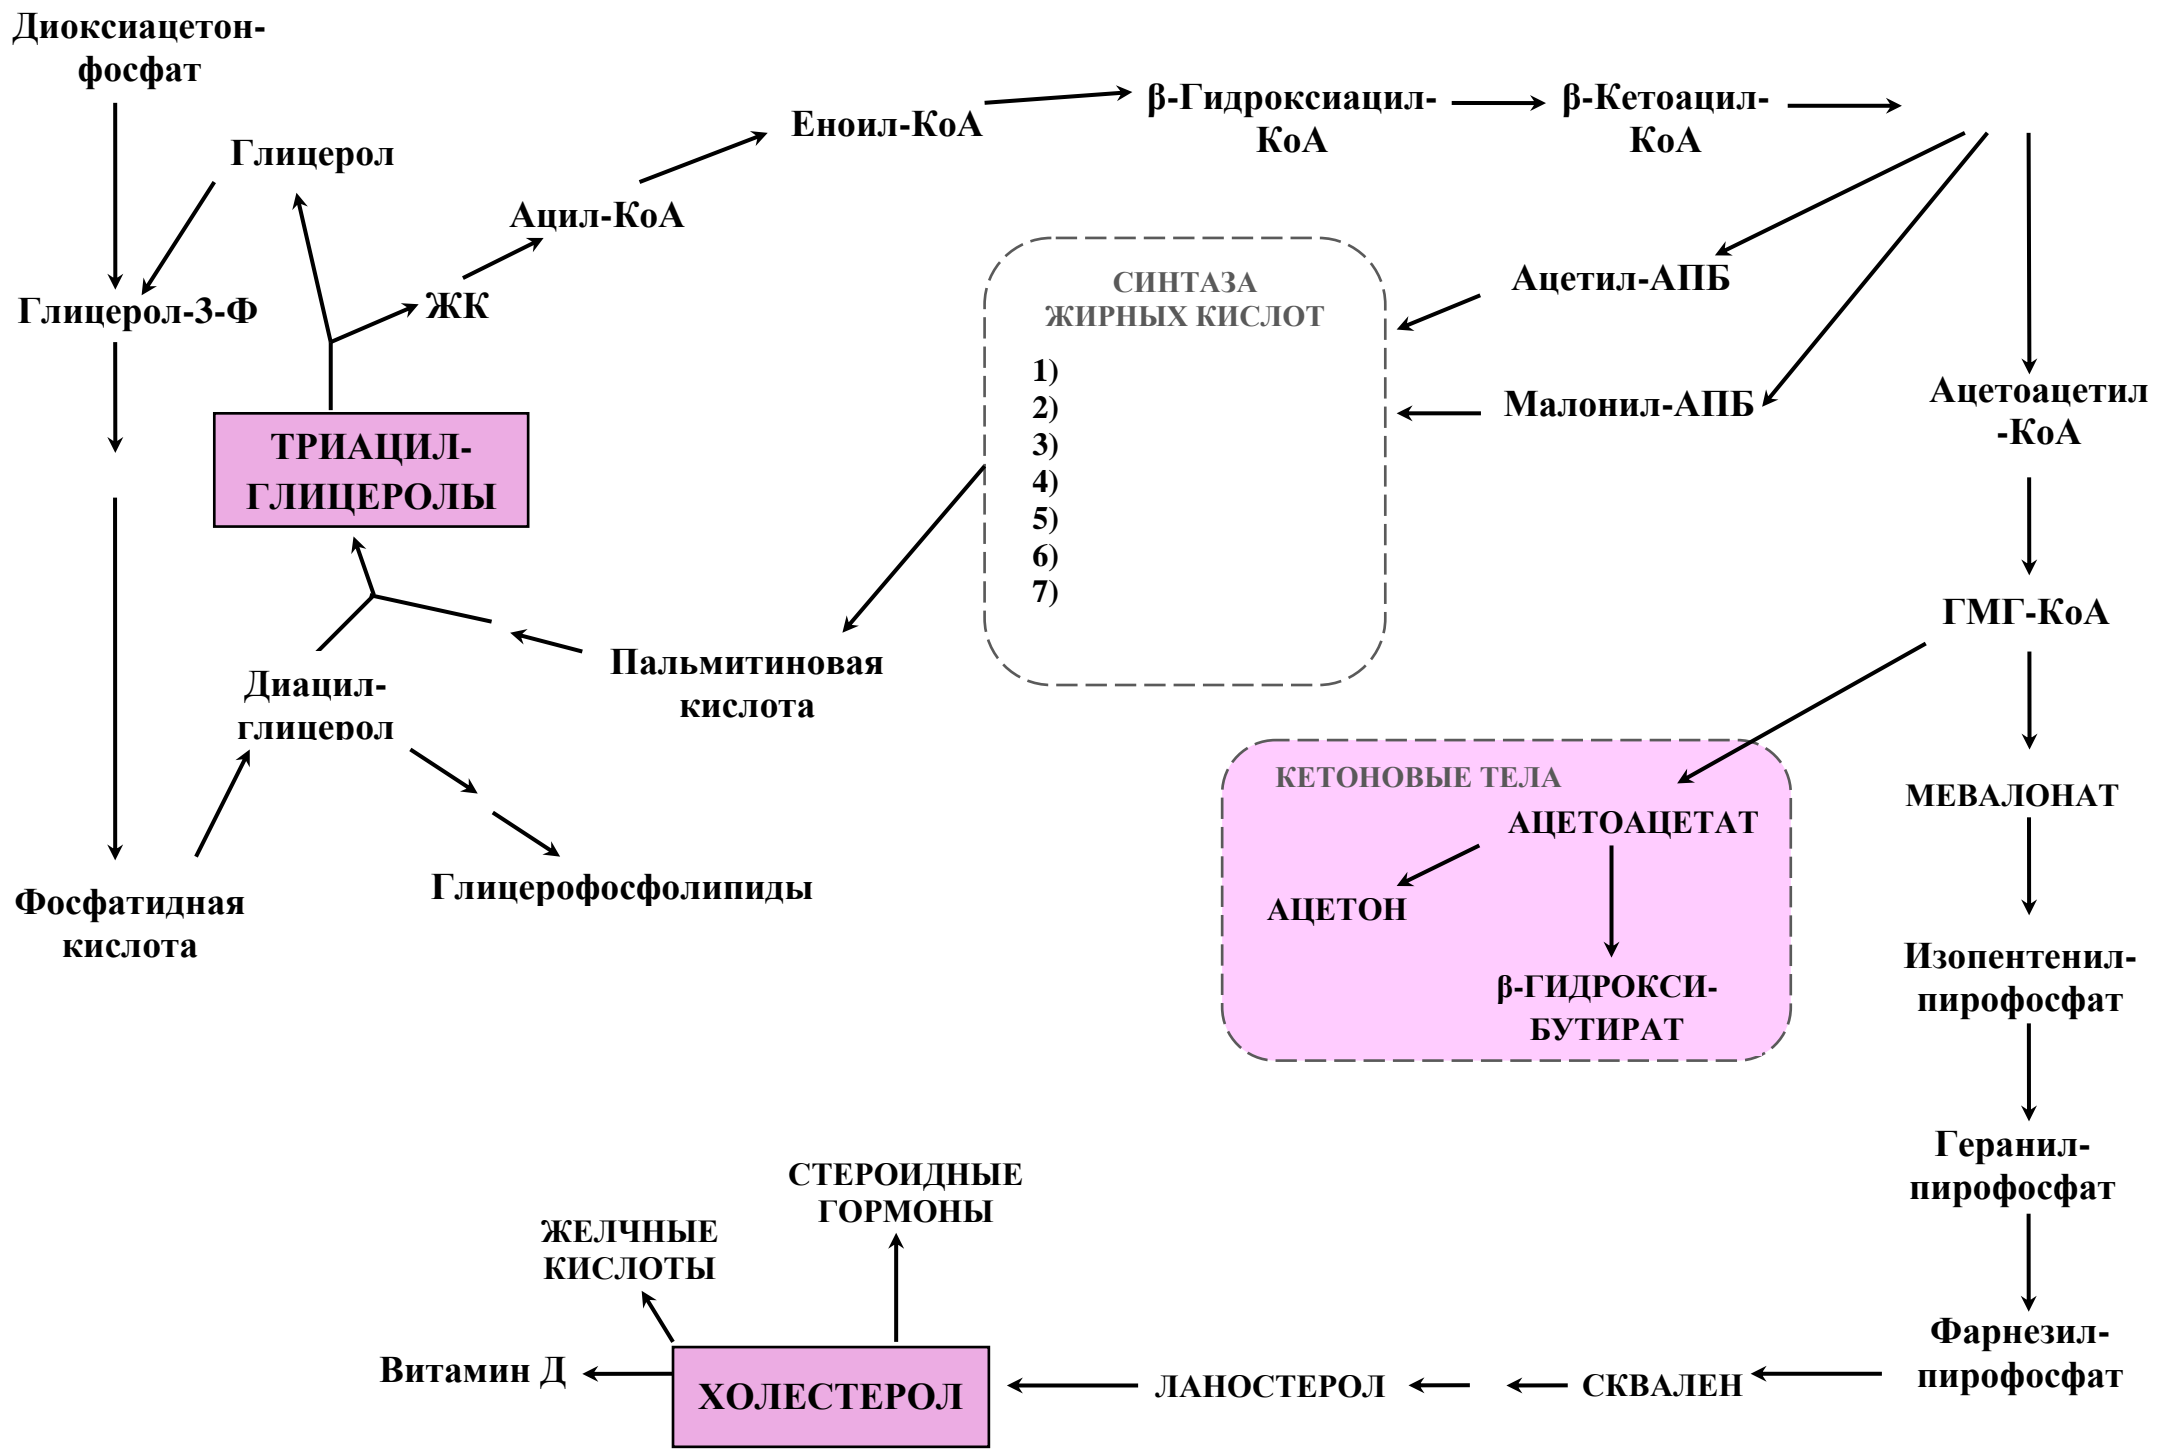 Диоксиацетон-
фосфат
Глицерол
Глицерол-3-Ф
ЖК
Ацил-КоА
Еноил-КоА
β-Гидроксиацил-
КоА
β-Кетоацил-
КоА
Ацетил-АПБ
Малонил-АПБ
Ацетоацетил
-КоА
СИНТАЗА
ЖИРНЫХ КИСЛОТ
1)
2)
3)
4)
5)
6)
7)
ТРИАЦИЛ-
ГЛИЦЕРОЛЫ
Диацил-
глицерол
Пальмитиновая
кислота
Глицерофосфолипиды
Фосфатидная
кислота
ГМГ-КоА
КЕТОНОВЫЕ ТЕЛА
АЦЕТОАЦЕТАТ
АЦЕТОН
β-ГИДРОКСИ-
БУТИРАТ
МЕВАЛОНАТ
Изопентенил-
пирофосфат
Геранил-
пирофосфат
Фарнезил-
пирофосфат
СКВАЛЕН
ЛАНОСТЕРОЛ
ХОЛЕСТЕРОЛ
СТЕРОИДНЫЕ
ГОРМОНЫ
ЖЕЛЧНЫЕ
КИСЛОТЫ
Витамин Д